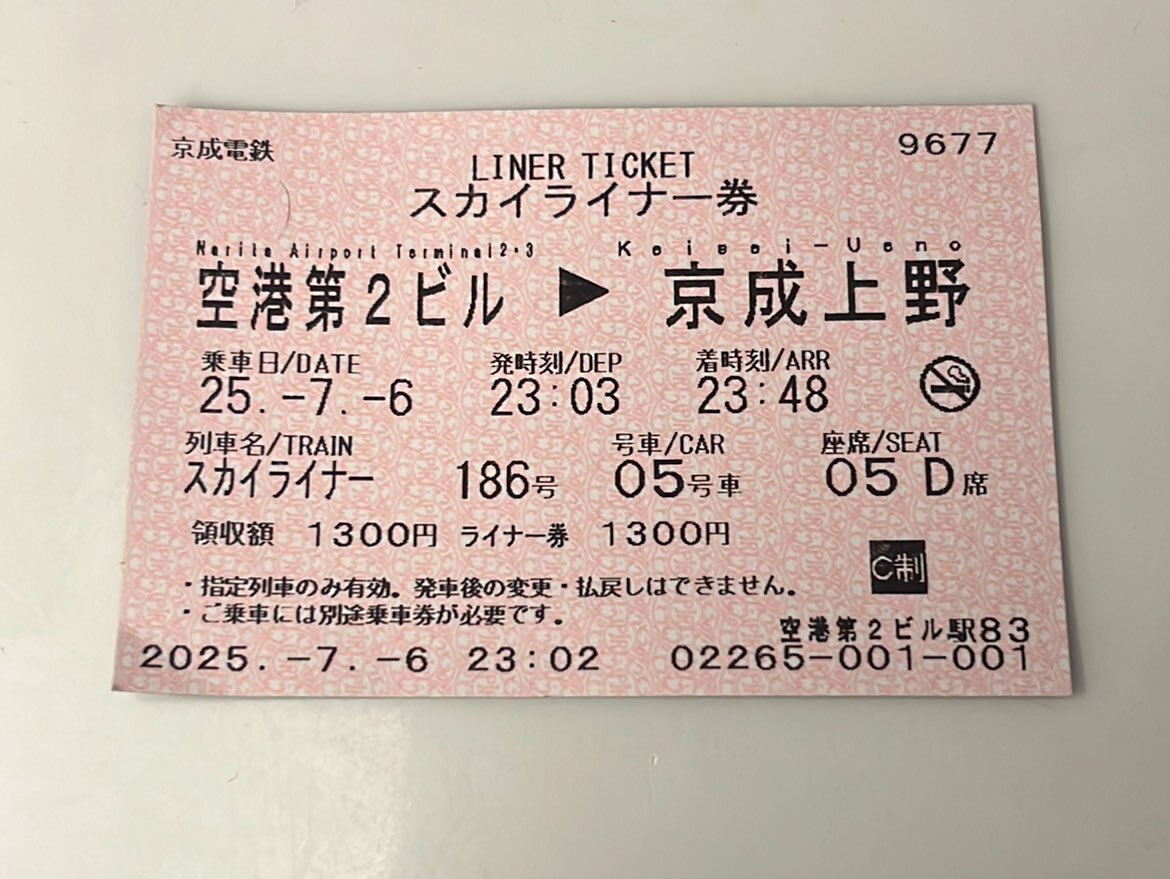 京成電鉄
9677
LINER TICKET
スカイライナー券
Narita Airport Terminal2・3 Keisei-Ueno
空港第2ビル ▶ 京成上野
乗車日/DATE 発時刻/DEP 着時刻/ARR
25.-7.-6 23:03 23:48
列車名/TRAIN 号車/CAR 座席/SEAT
スカイライナー 186号 05号車 05 D席
領収額 1300円 ライナー券 1300円
C制
・指定列車のみ有効。発車後の変更・払戻しはできません。
・ご乗車には別途乗車券が必要です。
空港第2ビル駅83
2025.-7.-6 23:02 02265-001-001